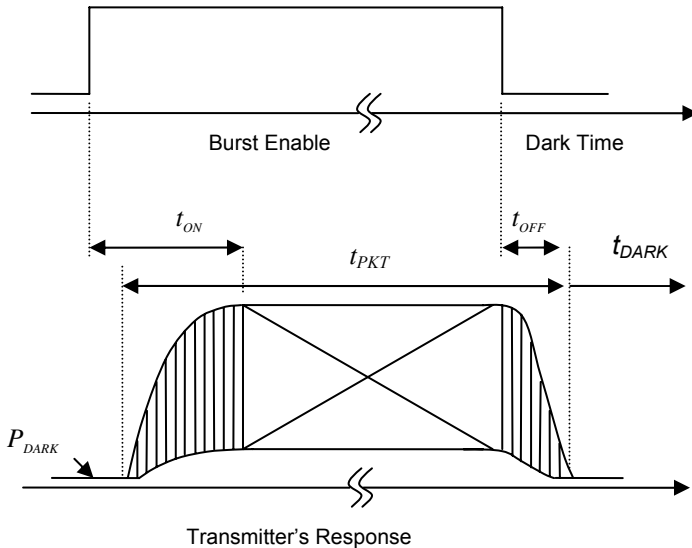 Burst Enable
Dark Time
t_ON
t_OFF
t_PKT
t_DARK
P_DARK
Transmitter's Response